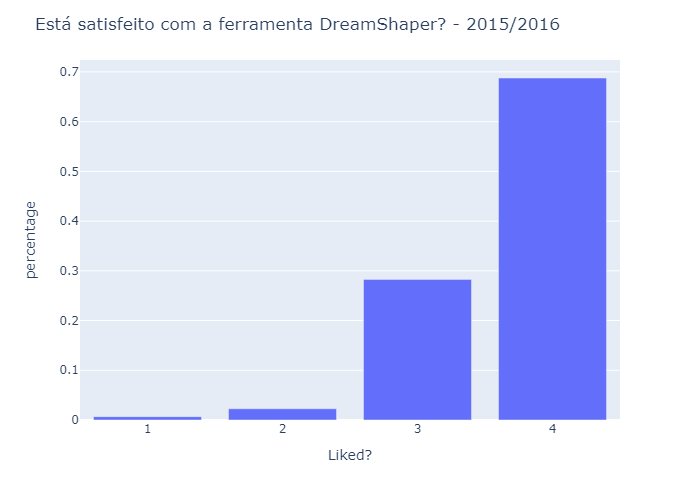 Está satisfeito com a ferramenta DreamShaper? - 2015/2016
0.7
0.6
0.5
0.4
0.3
0.2
0.1
0
percentage
1 2 3 4
Liked?